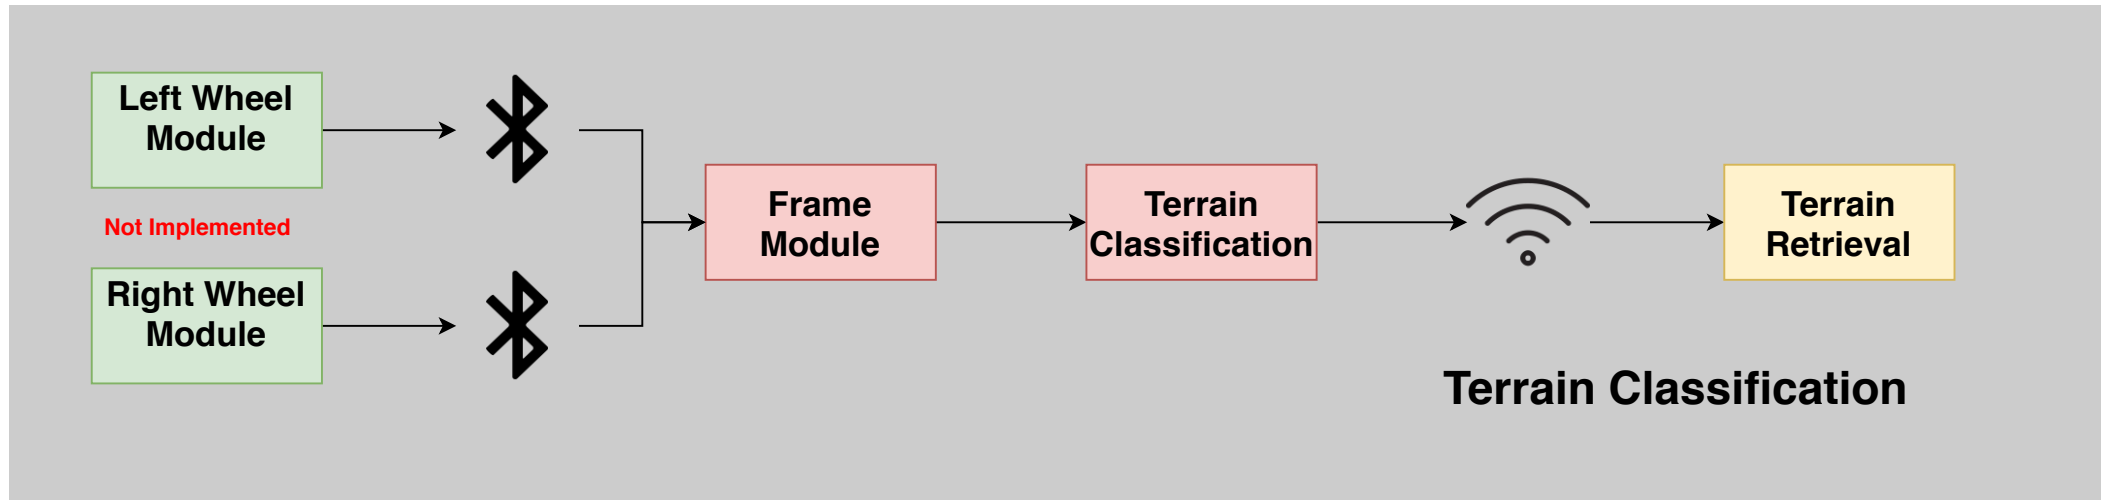 Left Wheel
Module
Not Implemented
Right Wheel
Module
Frame
Module
Terrain
Classification
Terrain
Retrieval
Terrain Classification